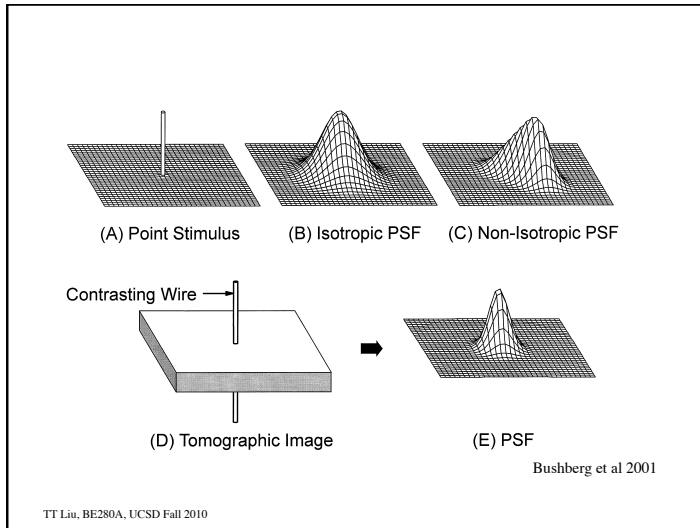 (A) Point Stimulus
(B) Isotropic PSF
(C) Non-Isotropic PSF
Contrasting Wire
(D) Tomographic Image
(E) PSF
Bushberg et al 2001
TT Liu, BE280A, UCSD Fall 2010